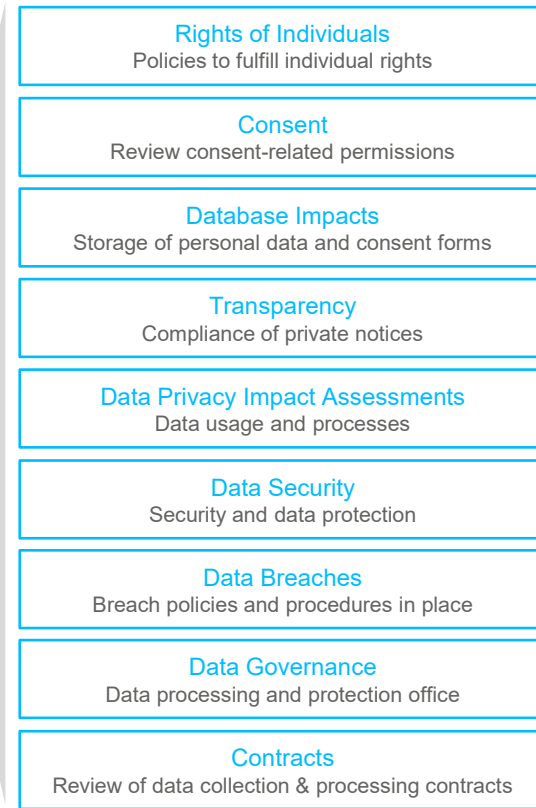 Rights of Individuals
Policies to fulfill individual rights
Consent
Review consent-related permissions
Database Impacts
Storage of personal data and consent forms
Transparency
Compliance of private notices
Data Privacy Impact Assessments
Data usage and processes
Data Security
Security and data protection
Data Breaches
Breach policies and procedures in place
Data Governance
Data processing and protection office
Contracts
Review of data collection & processing contracts